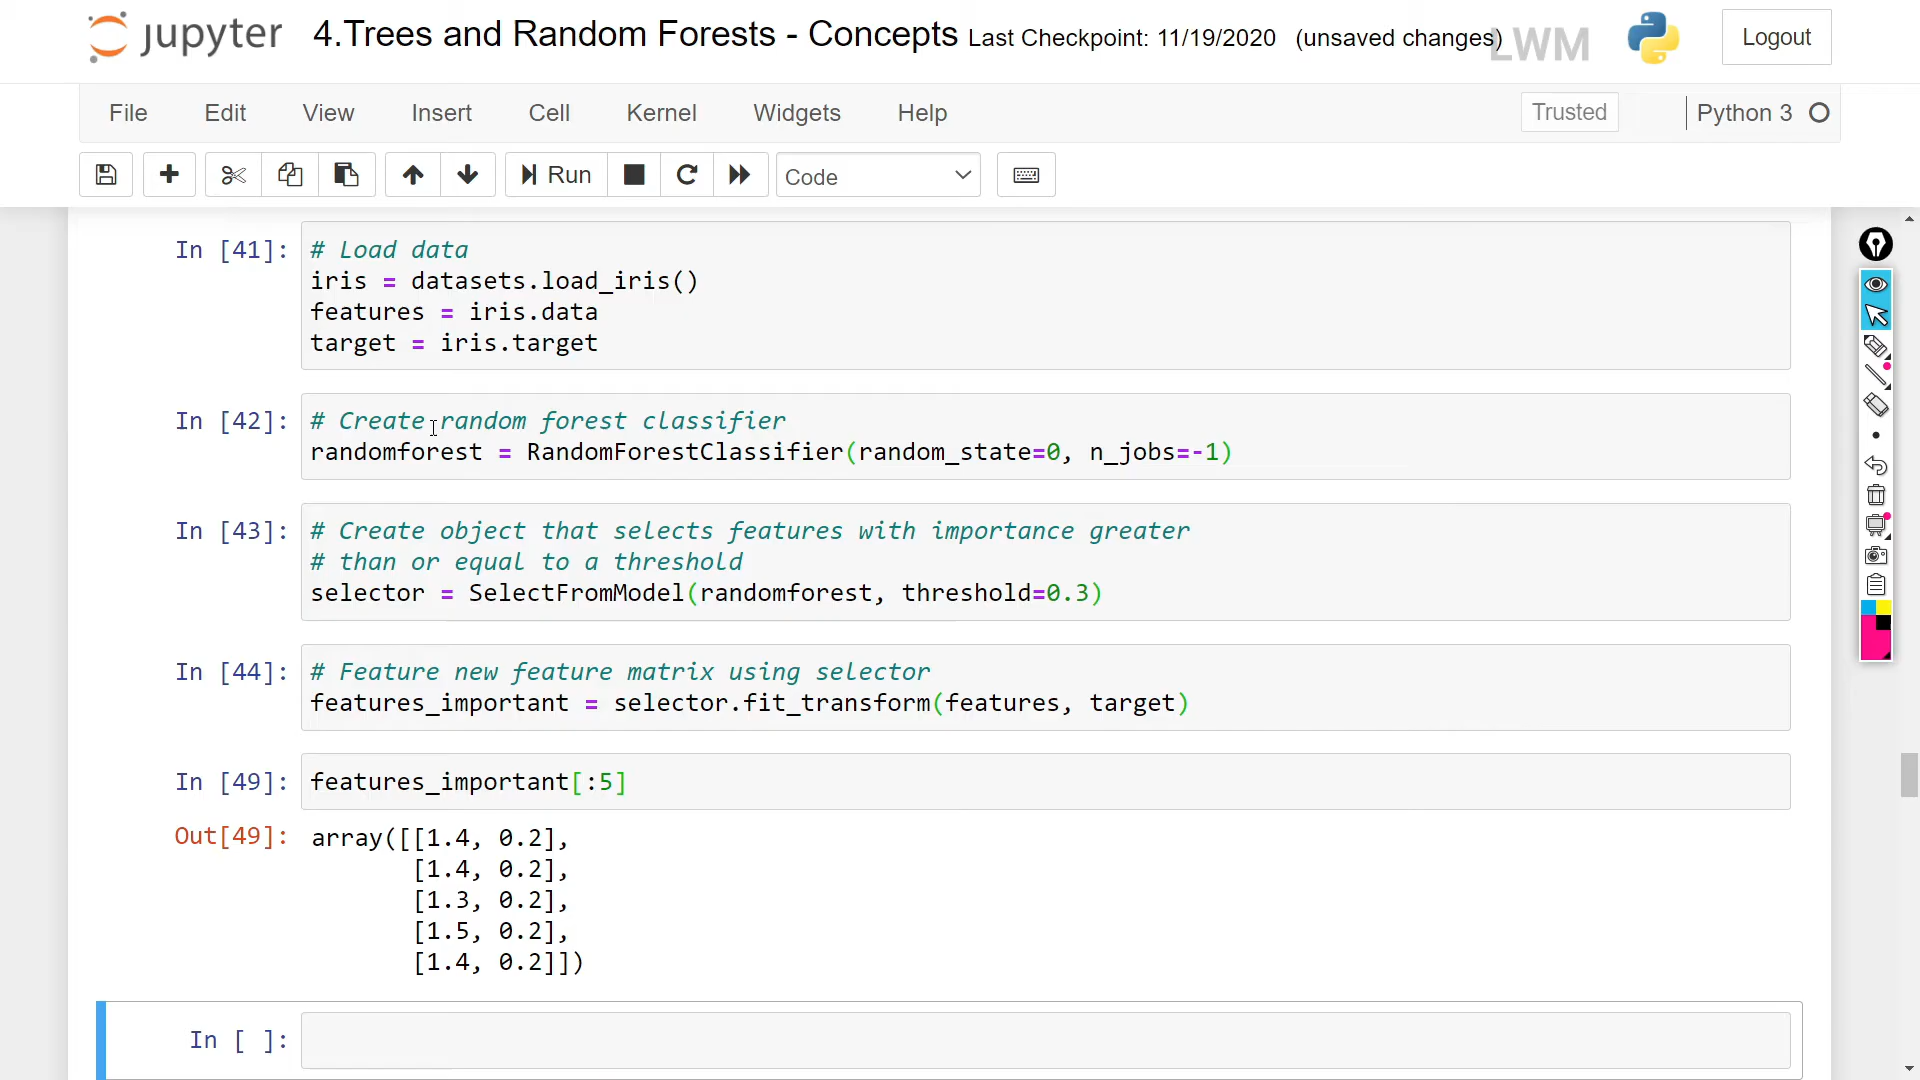 jupyter 4.Trees and Random Forests - Concepts Last Checkpoint: 11/19/2020 (unsaved changes) LWM Logout
File Edit View Insert Cell Kernel Widgets Help Trusted Python 3
Run Code
In [41]: # Load data
iris = datasets.load_iris()
features = iris.data
target = iris.target
In [42]: # Create random forest classifier
randomforest = RandomForestClassifier(random_state=0, n_jobs=-1)
In [43]: # Create object that selects features with importance greater
# than or equal to a threshold
selector = SelectFromModel(randomforest, threshold=0.3)
In [44]: # Feature new feature matrix using selector
features_important = selector.fit_transform(features, target)
In [49]: features_important[:5]
Out[49]: array([[1.4, 0.2],
[1.4, 0.2],
[1.3, 0.2],
[1.5, 0.2],
[1.4, 0.2]])
In [ ]: